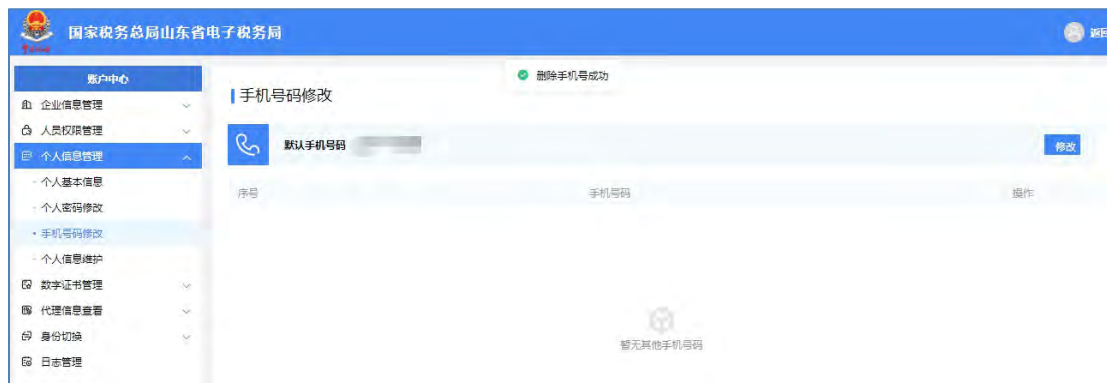 国家税务总局山东省电子税务局
返回
账户中心
企业信息管理
人员权限管理
个人信息管理
个人基本信息
个人密码修改
手机号码修改
个人信息维护
数字证书管理
代理信息查看
身份切换
日志管理
删除手机号成功
手机号码修改
默认手机号码
修改
序号 手机号码 操作
暂无其他手机号码